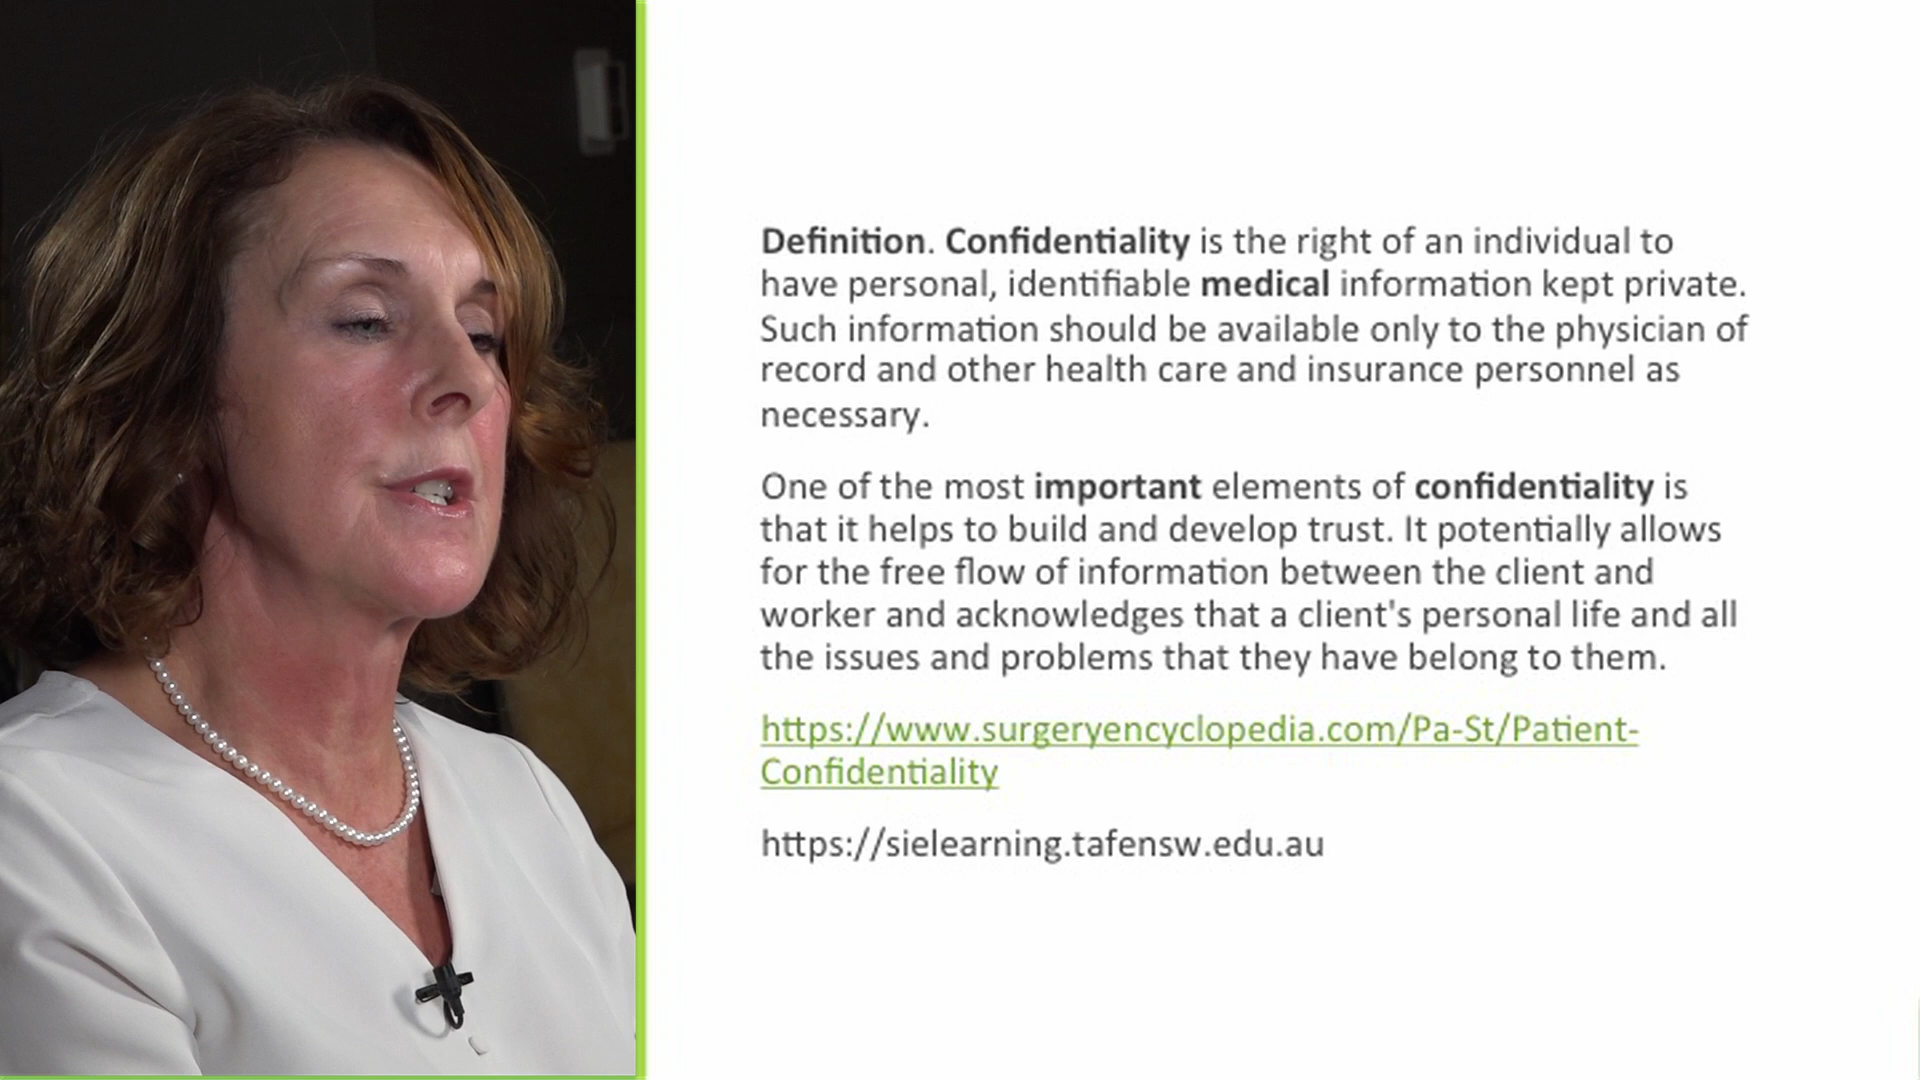 Definition. Confidentiality is the right of an individual to
have personal, identifiable medical information kept private.
Such information should be available only to the physician of
record and other health care and insurance personnel as
necessary.
One of the most important elements of confidentiality is
that it helps to build and develop trust. It potentially allows
for the free flow of information between the client and
worker and acknowledges that a client's personal life and all
the issues and problems that they have belong to them.
https://www.surgeryencyclopedia.com/Pa-St/Patient-
Confidentiality
https://sielearning.tafensw.edu.au